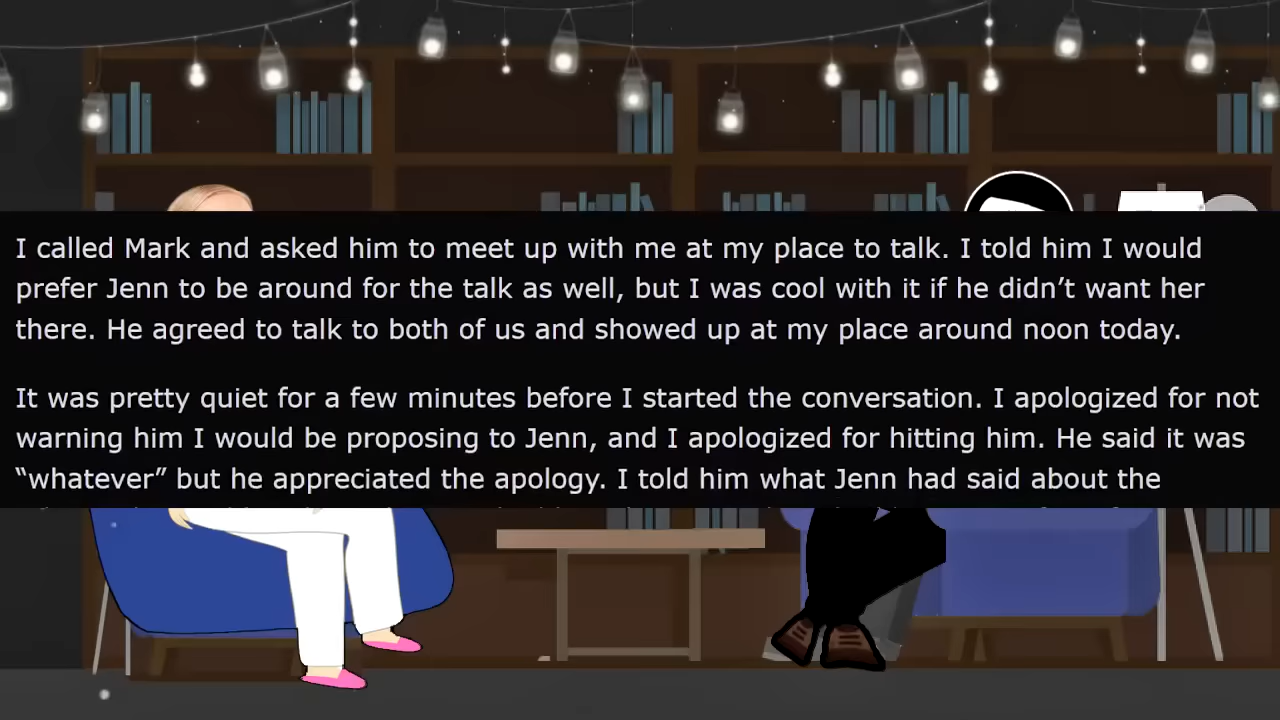 I called Mark and asked him to meet up with me at my place to talk. I told him I would
prefer Jenn to be around for the talk as well, but I was cool with it if he didn’t want her
there. He agreed to talk to both of us and showed up at my place around noon today.
It was pretty quiet for a few minutes before I started the conversation. I apologized for not
warning him I would be proposing to Jenn, and I apologized for hitting him. He said it was
“whatever” but he appreciated the apology. I told him what Jenn had said about the